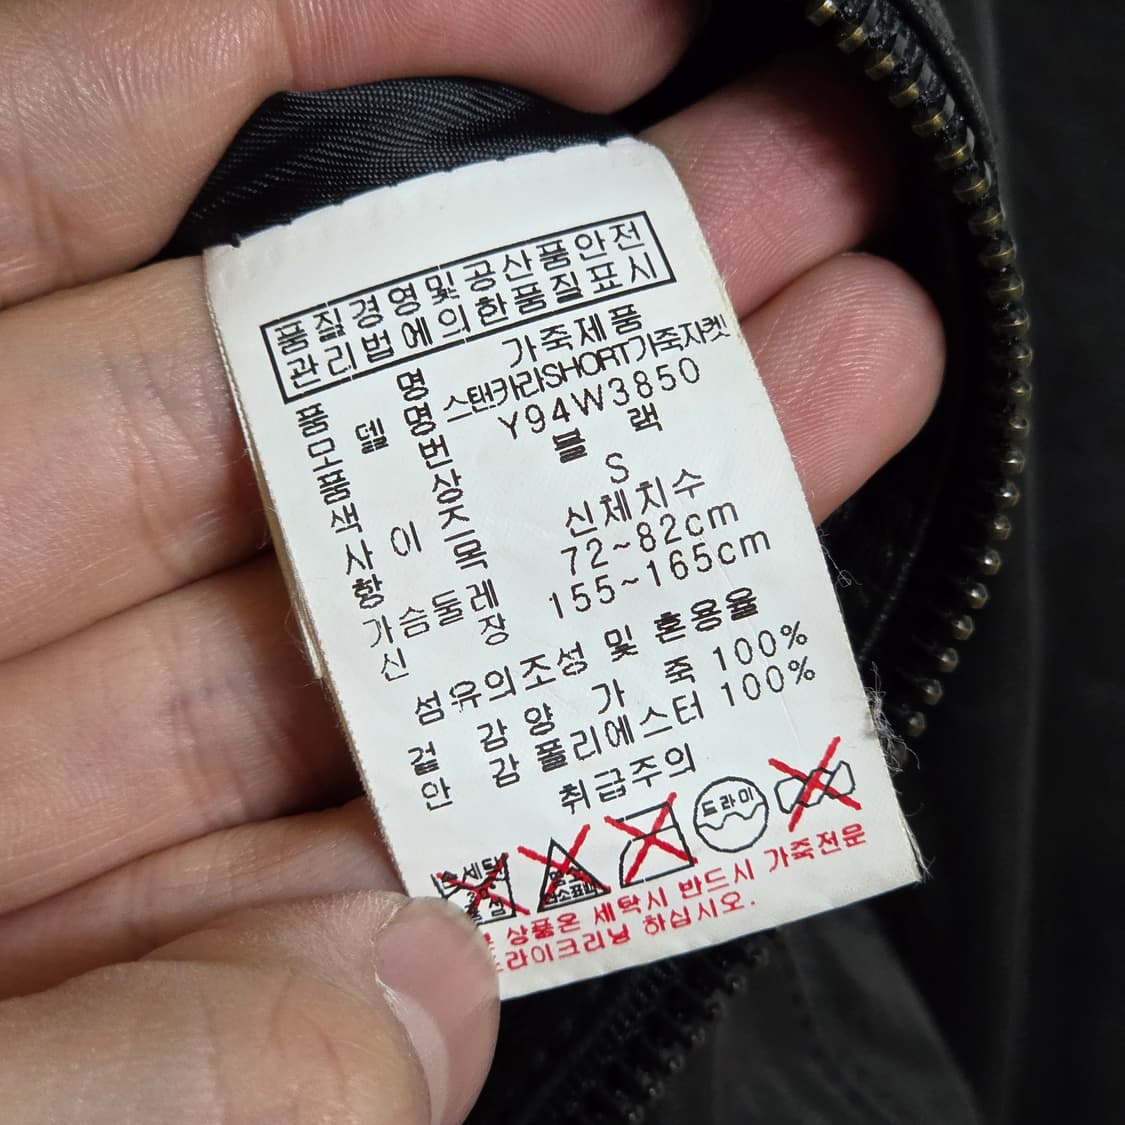 품질경영및공산품안전
관리법에의한품질표시
품 명 가죽제품
모 델 명 스탠카라SHORT가죽자켓
품 번 Y94W3850
색 상 블 랙
사 이 즈 S
항 목 신체치수
가슴둘레 72~82cm
신 장 155~165cm
섬유의조성 및 혼용율
겉 감 양 가 죽 100%
안 감 폴리에스터 100%
취급주의
손세탁
드라이
상품은 세탁시 반드시 가죽전운
드라이크리닝 하십시오.